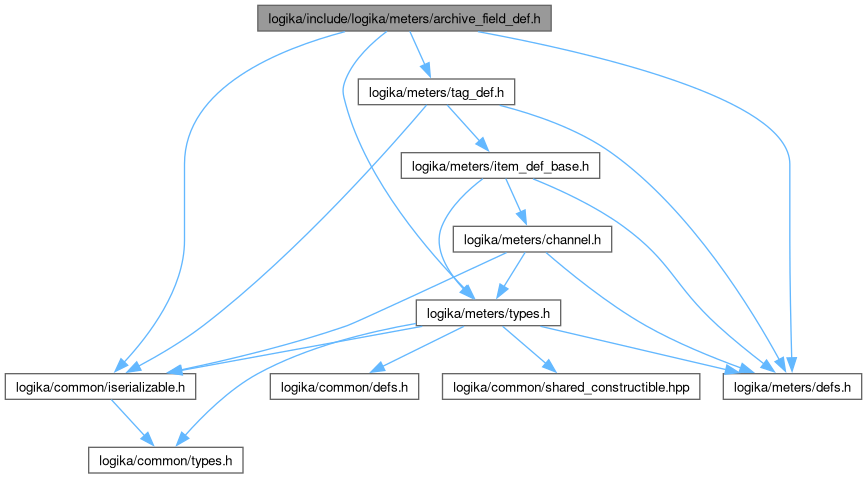 logika/include/logika/meters/archive_field_def.h
logika/meters/tag_def.h
logika/meters/item_def_base.h
logika/meters/channel.h
logika/meters/types.h
logika/common/iserializable.h
logika/common/defs.h
logika/common/shared_constructible.hpp
logika/meters/defs.h
logika/common/types.h